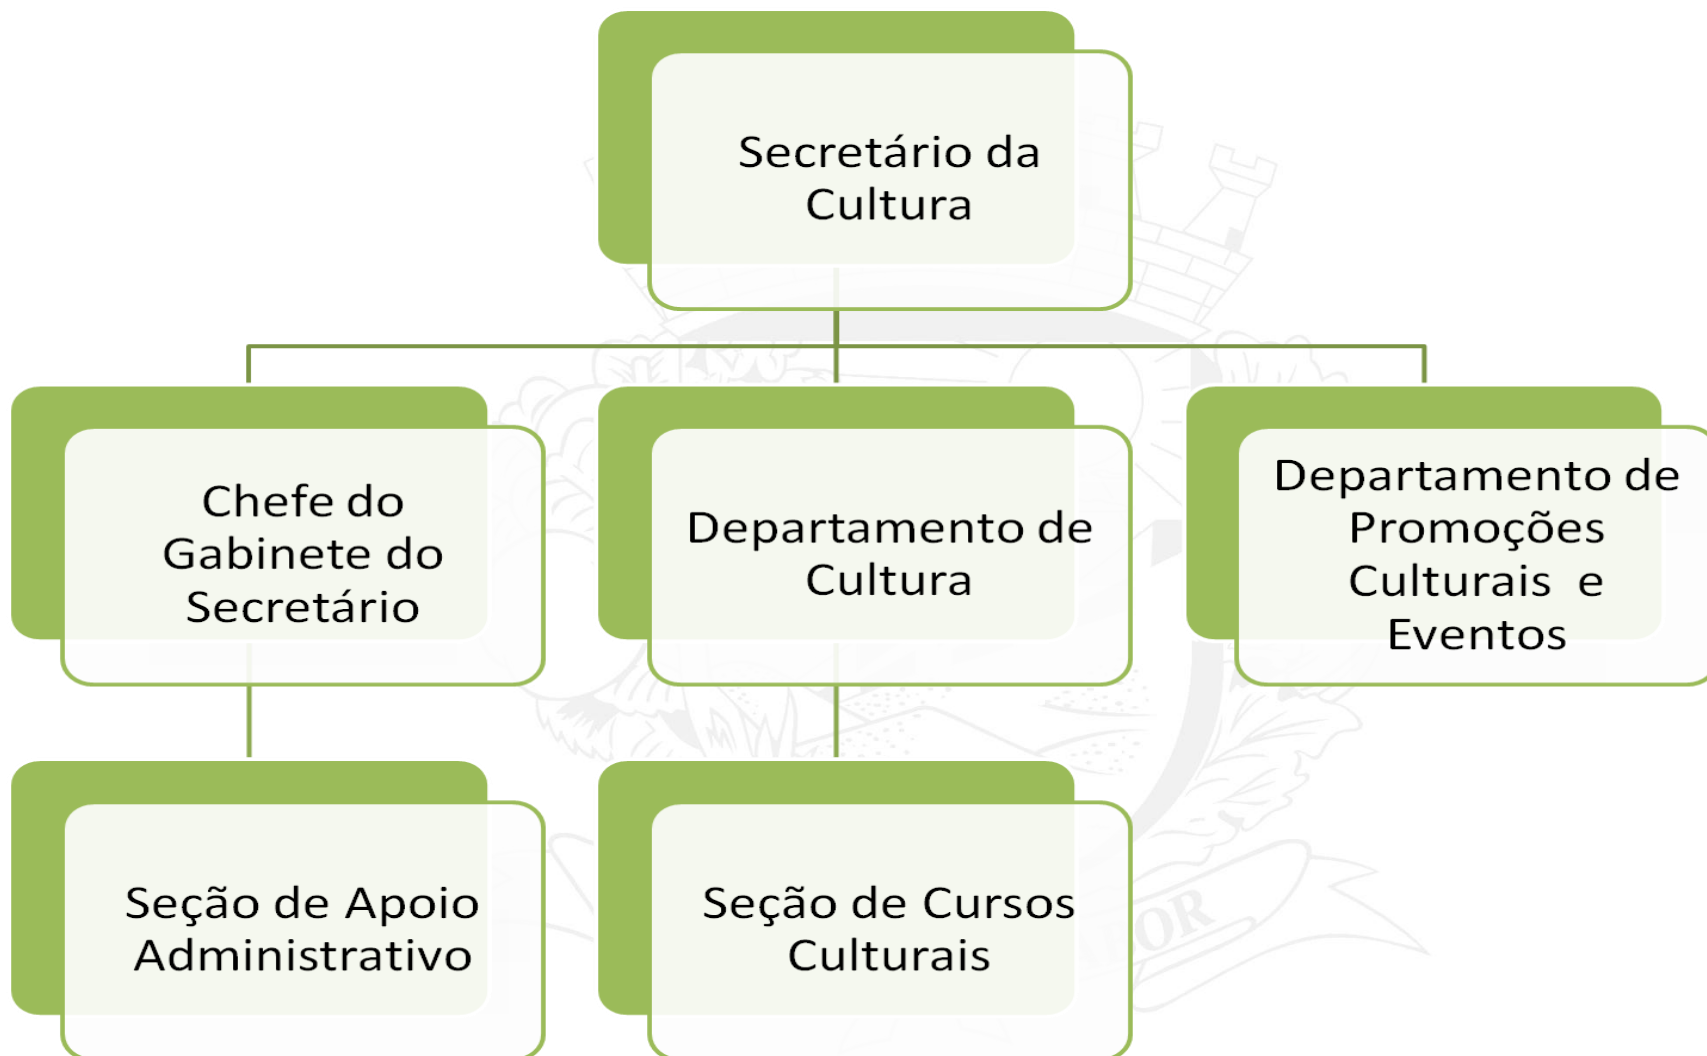 Secretário da
Cultura
Chefe do
Gabinete do
Secretário
Departamento de
Cultura
Departamento de
Promoções
Culturais e
Eventos
Seção de Apoio
Administrativo
Seção de Cursos
Culturais